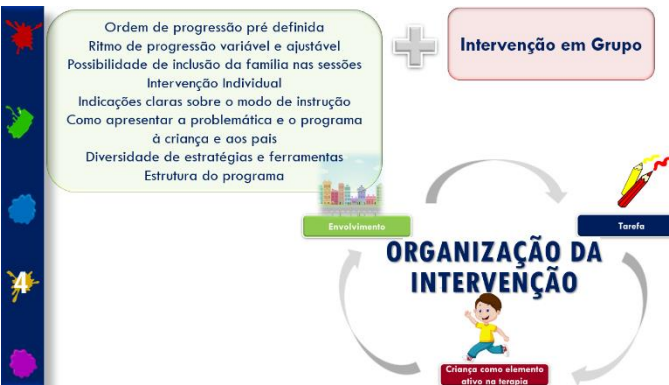 Ordem de progressão pré definida
Ritmo de progressão variável e ajustável
Possibilidade de inclusão da família nas sessões
Intervenção Individual
Indicações claras sobre o modo de instrução
Como apresentar a problemática e o programa
à criança e aos pais
Diversidade de estratégias e ferramentas
Estrutura do programa
Intervenção em Grupo
Envolvimento
Tarefa
ORGANIZAÇÃO DA
INTERVENÇÃO
4
Criança como elemento
ativo na terapia